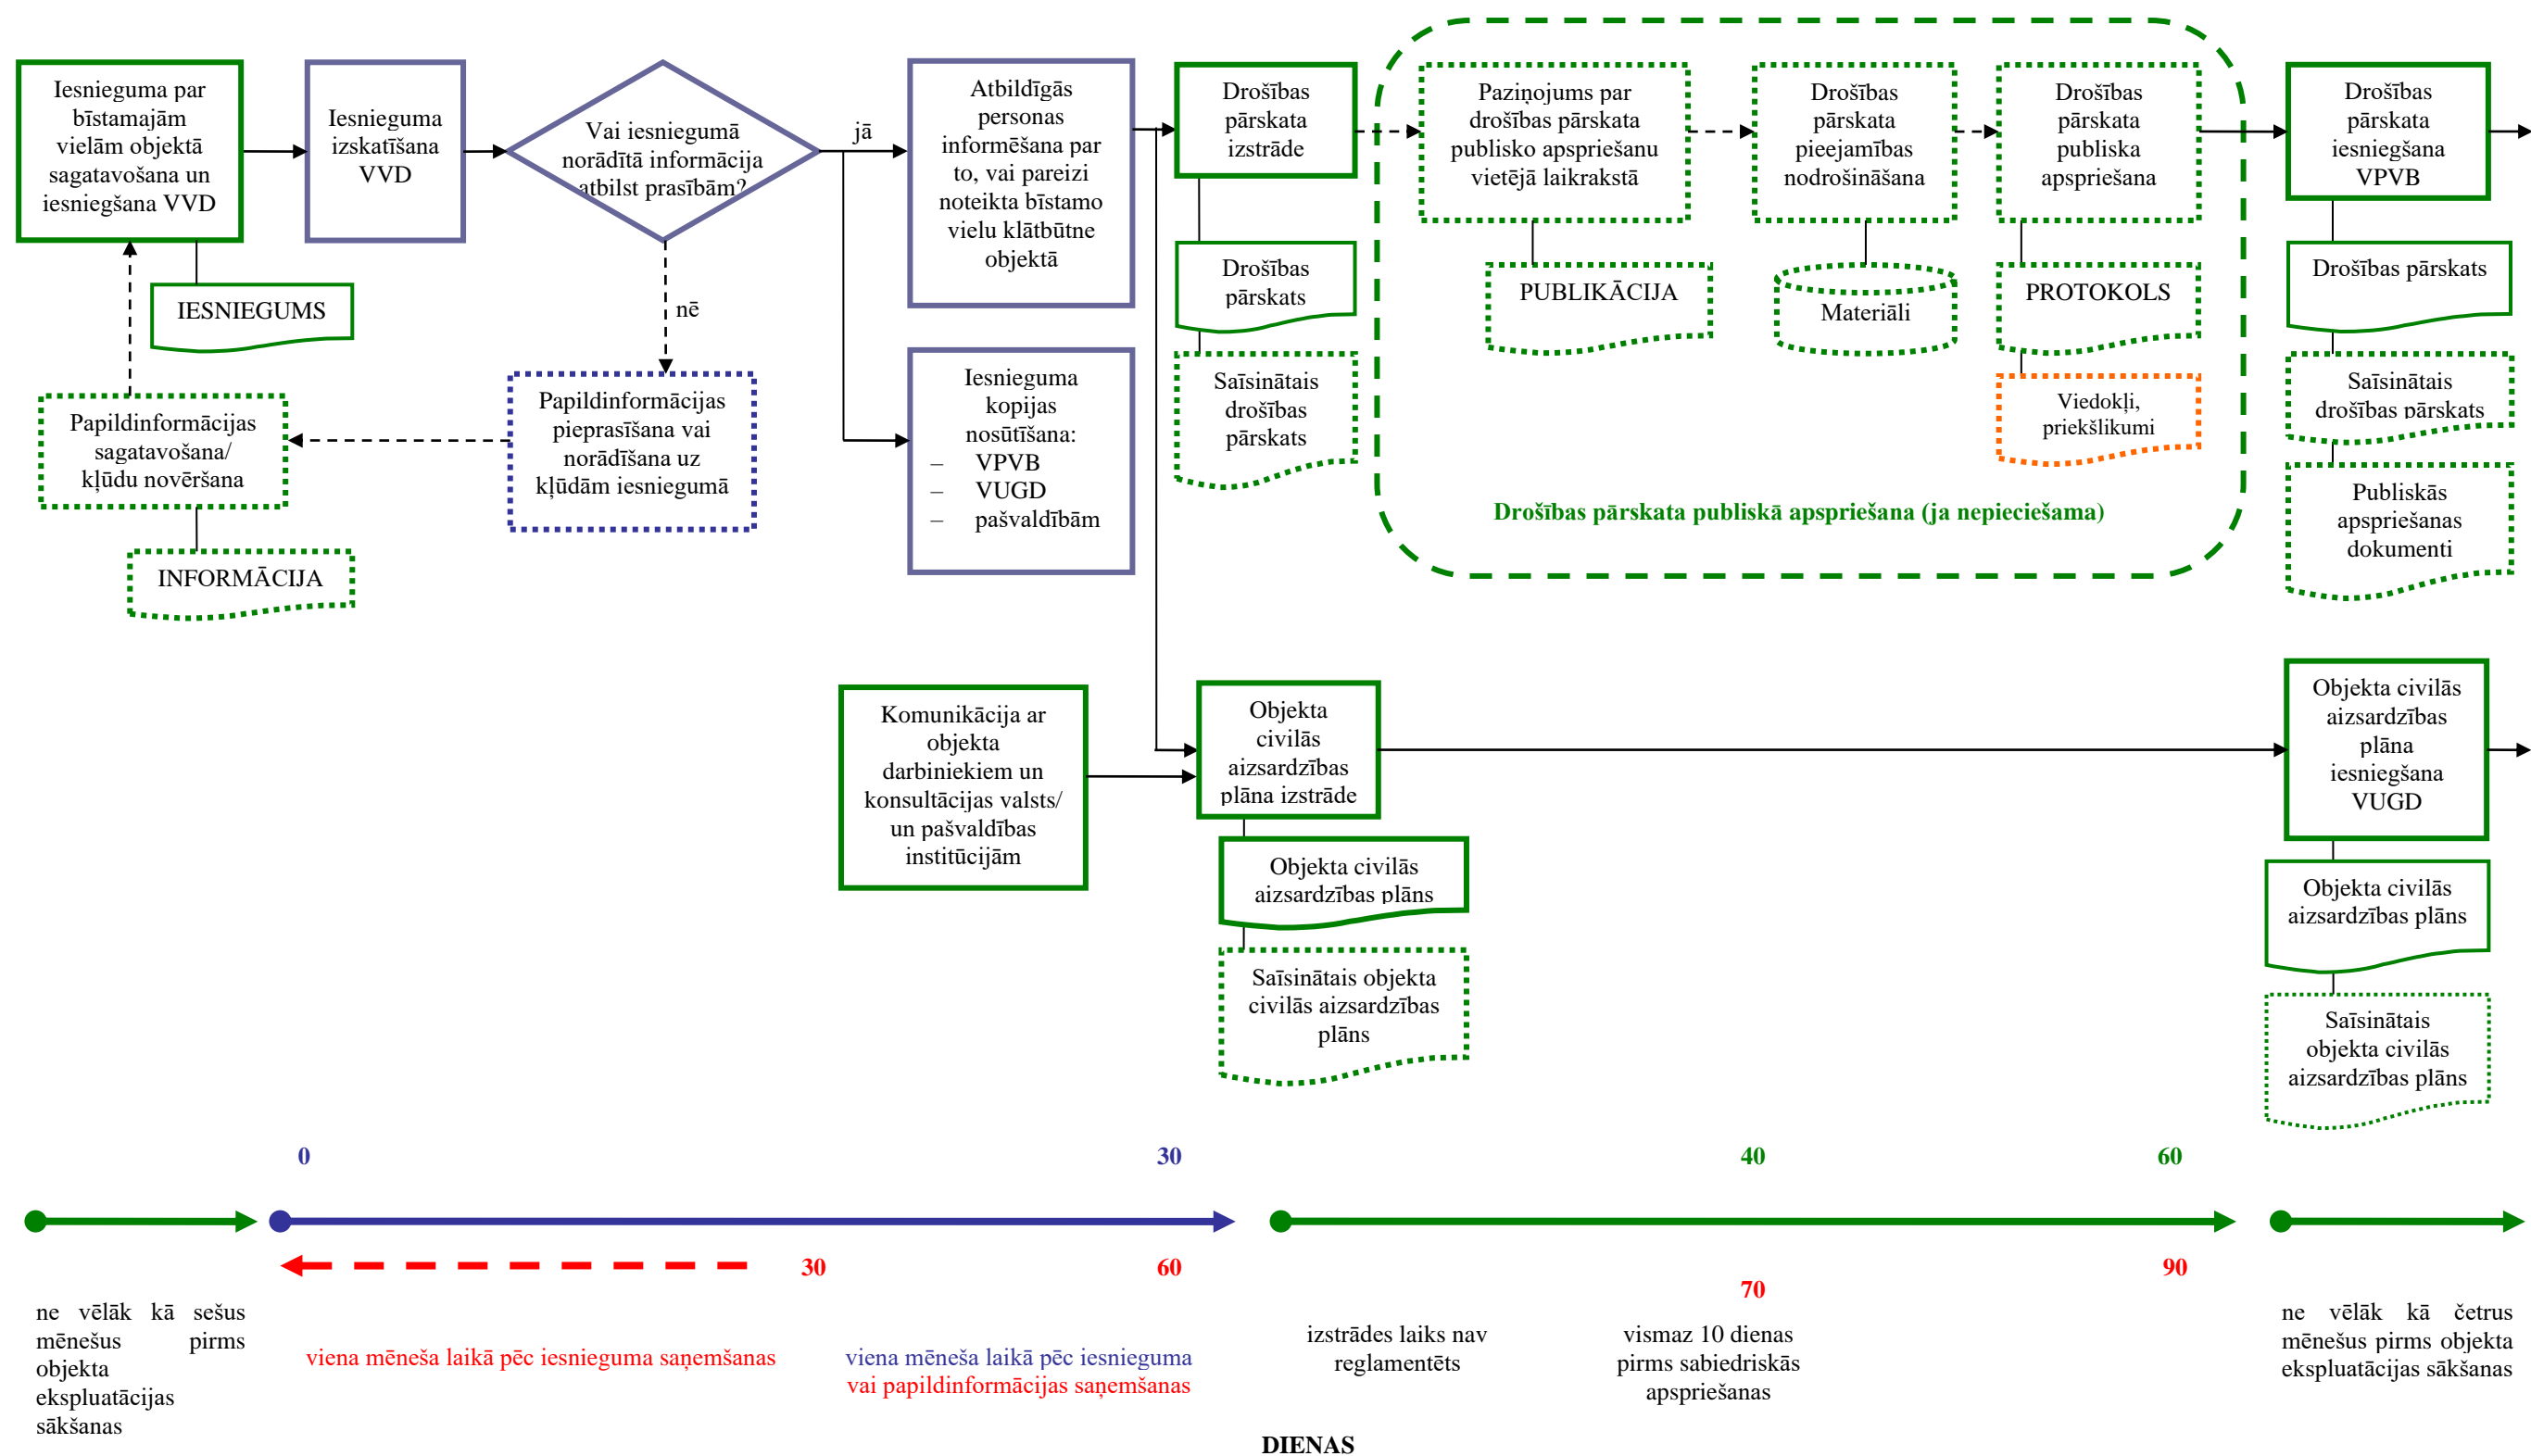 Iesnieguma par
bīstamajām
vielām objektā
sagatavošana un
iesniegšana VVD
IESNIEGUMS
Iesnieguma
izskatīšana
VVD
Vai iesniegumā
norādītā informācija
atbilst prasībām?
jā
nē
Papildinformācijas
pieprasīšana vai
norādīšana uz
kļūdām iesniegumā
Papildinformācijas
sagatavošana/
kļūdu novēršana
INFORMĀCIJA
Atbildīgās
personas
informēšana par
to, vai pareizi
noteikta bīstamo
vielu klātbūtne
objektā
Iesnieguma
kopijas
nosūtīšana:
– VPVB
– VUGD
– pašvaldībām
Drošības
pārskata
izstrāde
Drošības
pārskats
Saīsinātais
drošības
pārskats
Paziņojums par
drošības pārskata
publisko apspriešanu
vietējā laikrakstā
PUBLIKĀCIJA
Drošības
pārskata
pieejamības
nodrošināšana
Materiāli
Drošības
pārskata
publiska
apspriešana
PROTOKOLS
Viedokļi,
priekšlikumi
Drošības pārskata publiskā apspriešana (ja nepieciešama)
Drošības
pārskata
iesniegšana
VPVB
Drošības pārskats
Saīsinātais
drošības pārskats
Publiskās
apspriešanas
dokumenti
Komunikācija ar
objekta
darbiniekiem un
konsultācijas valsts/
un pašvaldības
institūcijām
Objekta
civilās
aizsardzības
plāna izstrāde
Objekta civilās
aizsardzības plāns
Saīsinātais objekta
civilās aizsardzības
plāns
Objekta civilās
aizsardzības
plāna
iesniegšana
VUGD
Objekta civilās
aizsardzības plāns
Saīsinātais
objekta civilās
aizsardzības plāns
0
30
40
60
30
60
70
90
ne vēlāk kā sešus
mēnešus pirms
objekta
ekspluatācijas
sākšanas
viena mēneša laikā pēc iesnieguma saņemšanas
viena mēneša laikā pēc iesnieguma
vai papildinformācijas saņemšanas
izstrādes laiks nav
reglamentēts
vismaz 10 dienas
pirms sabiedriskās
apspriešanas
ne vēlāk kā četrus
mēnešus pirms objekta
ekspluatācijas sākšanas
DIENAS